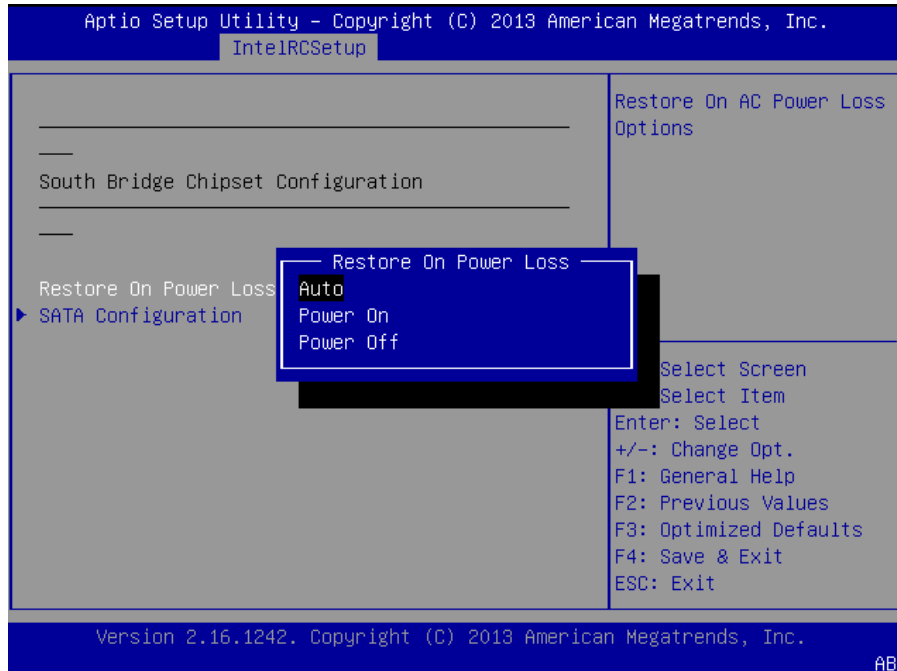 Aptio Setup Utility – Copyright (C) 2013 American Megatrends, Inc.
IntelRCSetup
South Bridge Chipset Configuration
Restore On Power Loss
SATA Configuration
Restore On Power Loss
Auto
Power On
Power Off
Restore On AC Power Loss
Options
Select Screen
Select Item
Enter: Select
+/-: Change Opt.
F1: General Help
F2: Previous Values
F3: Optimized Defaults
F4: Save & Exit
ESC: Exit
Version 2.16.1242. Copyright (C) 2013 American Megatrends, Inc.
AB